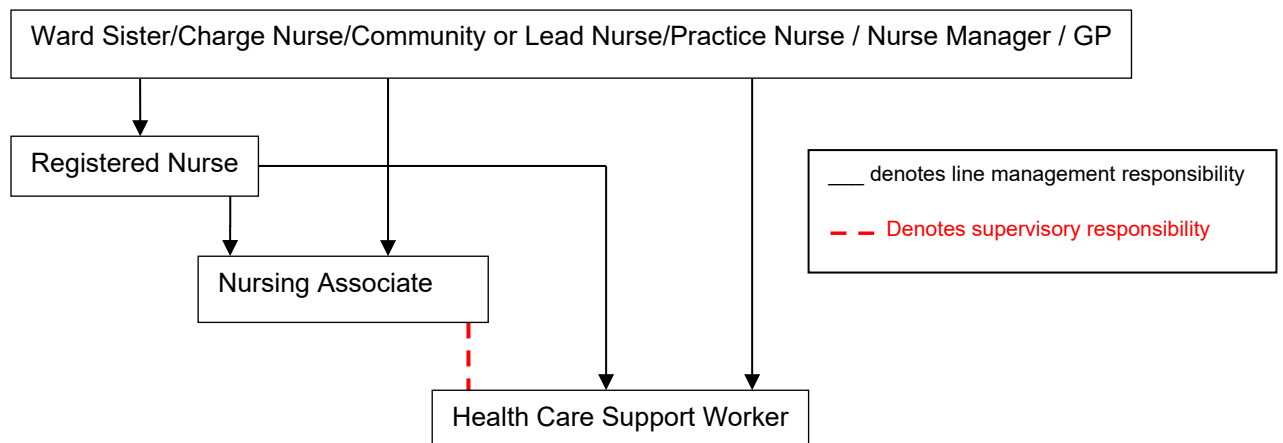 Ward Sister/Charge Nurse/Community or Lead Nurse/Practice Nurse / Nurse Manager / GP
Registered Nurse
___ denotes line management responsibility
Denotes supervisory responsibility
Nursing Associate
Health Care Support Worker